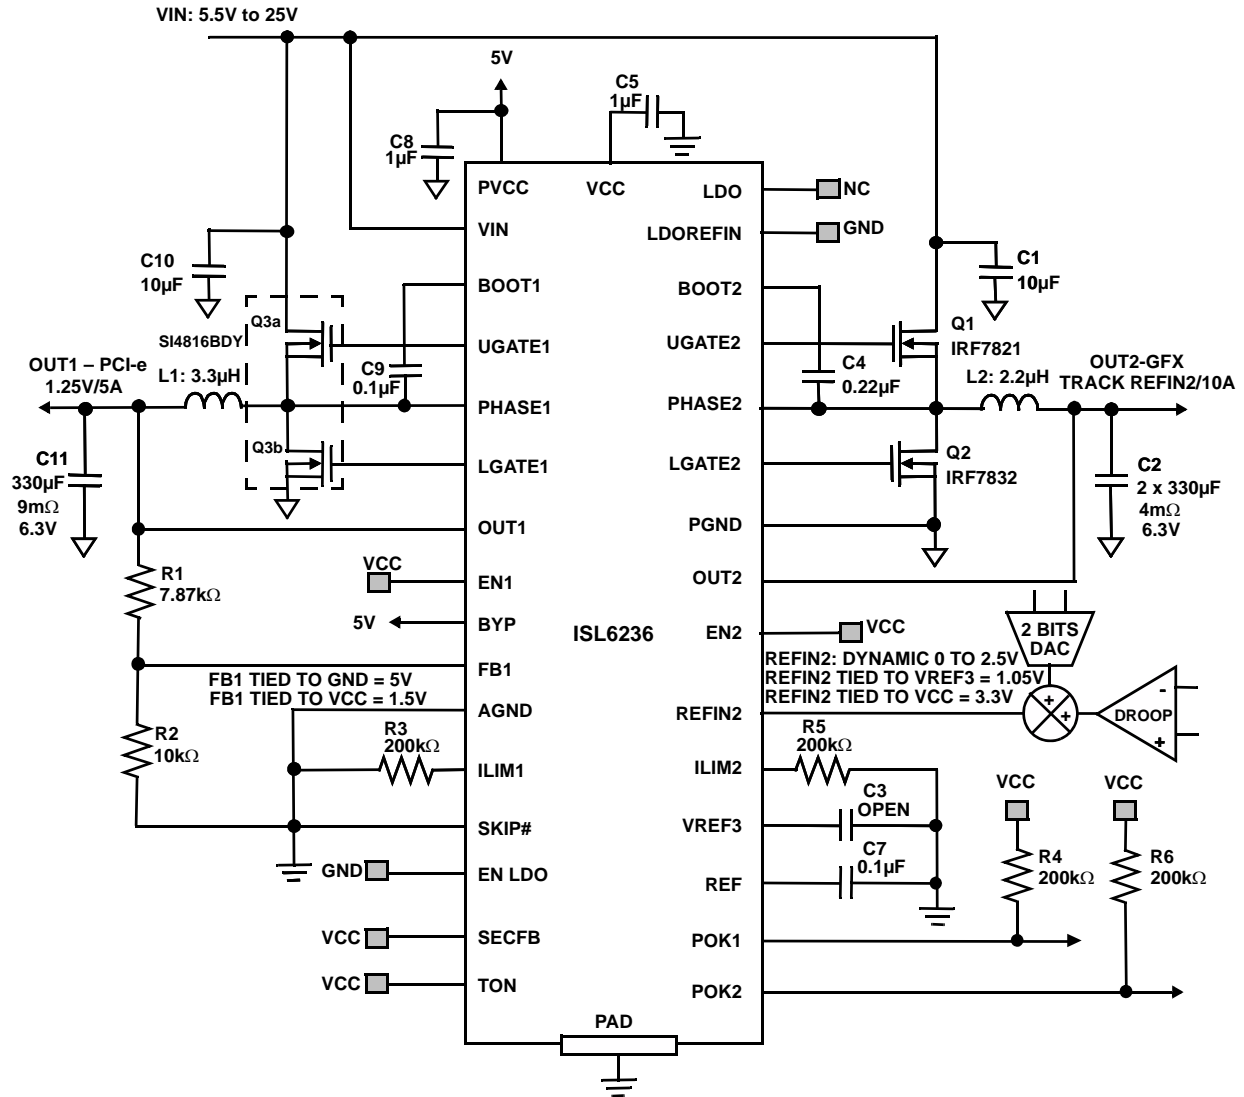 VIN: 5.5V to 25V
5V
C5
1µF
C8
1µF
PVCC
VCC
LDO
NC
VIN
LDOREFIN
GND
C10
10µF
BOOT1
BOOT2
C1
10µF
Q3a
SI4816BDY
UGATE1
UGATE2
Q1
IRF7821
OUT1 – PCI-e
1.25V/5A
L1: 3.3µH
C9
0.1µF
C4
0.22µF
L2: 2.2µH
OUT2-GFX
TRACK REFIN2/10A
PHASE1
PHASE2
C11
330µF
9mΩ
6.3V
Q3b
LGATE1
LGATE2
Q2
IRF7832
C2
2 x 330µF
4mΩ
6.3V
OUT1
PGND
R1
7.87kΩ
VCC
EN1
OUT2
5V
BYP
ISL6236
EN2
VCC
2 BITS
DAC
FB1
FB1 TIED TO GND = 5V
FB1 TIED TO VCC = 1.5V
REFIN2: DYNAMIC 0 TO 2.5V
REFIN2 TIED TO VREF3 = 1.05V
REFIN2 TIED TO VCC = 3.3V
AGND
REFIN2
+
+
DROOP
-
+
R2
10kΩ
R3
200kΩ
ILIM1
ILIM2
R5
200kΩ
C3
OPEN
VCC
VCC
SKIP#
VREF3
C7
0.1µF
R4
200kΩ
R6
200kΩ
GND
EN LDO
REF
VCC
SECFB
POK1
VCC
TON
POK2
PAD